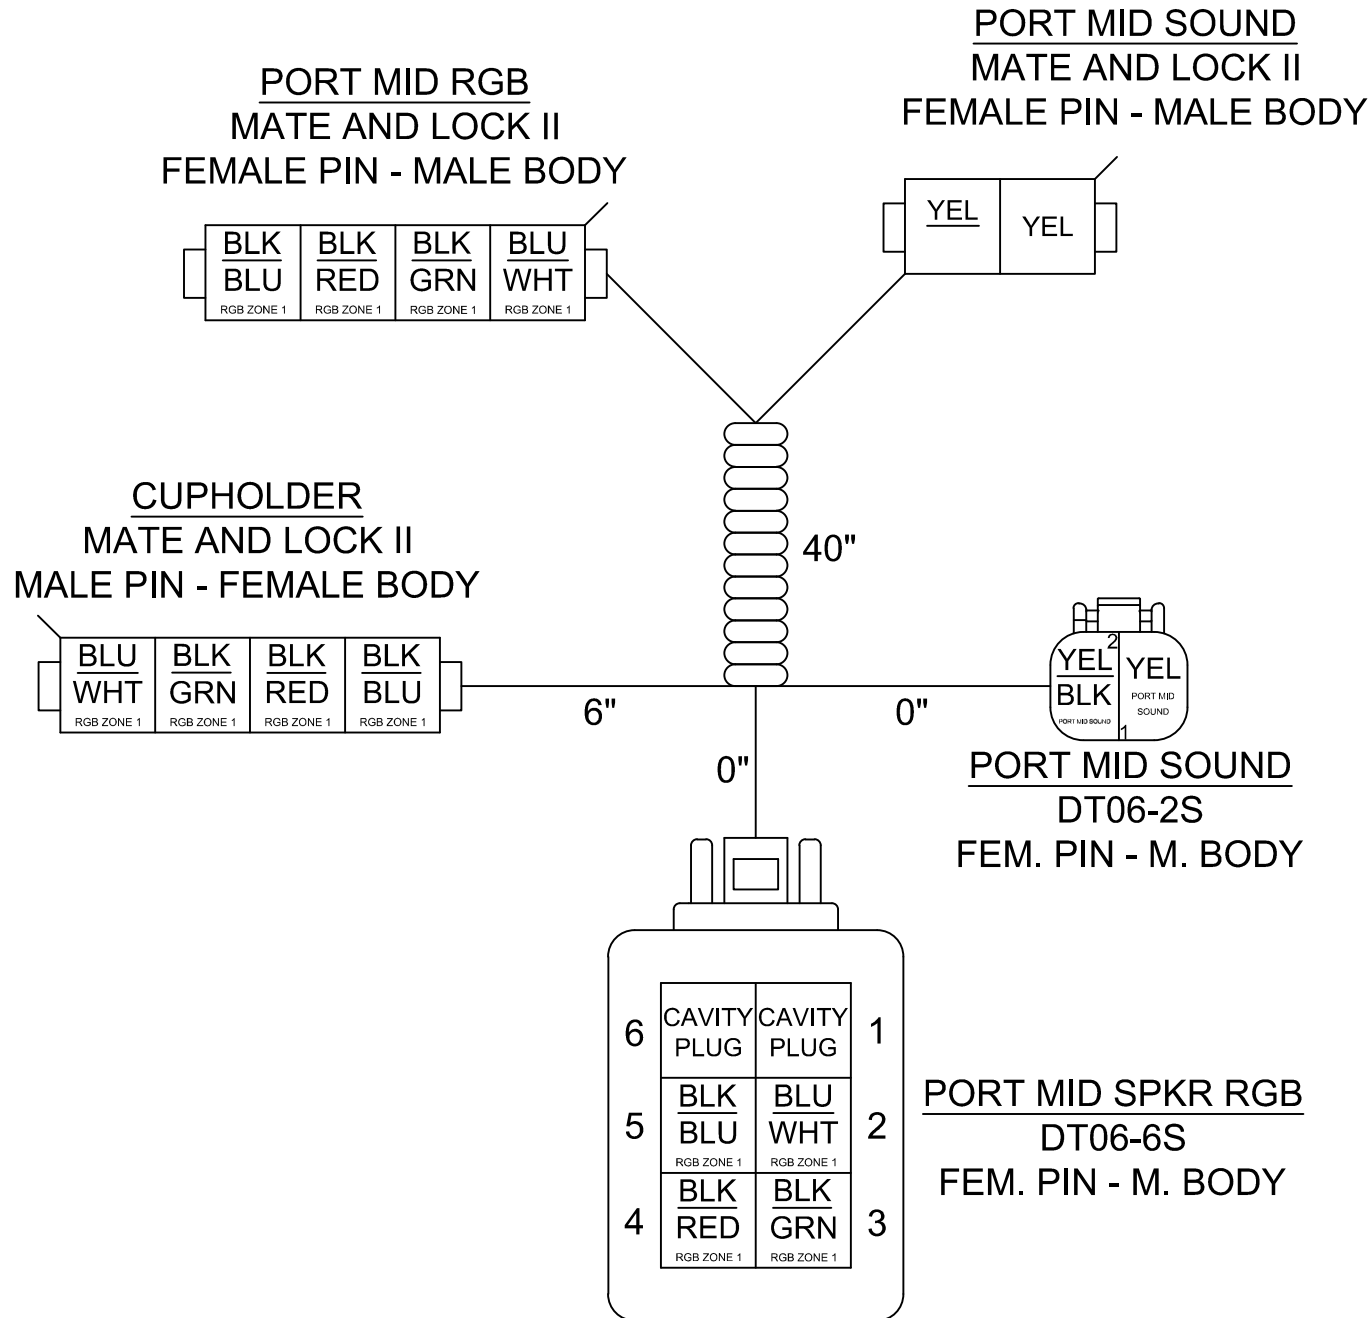 PORT MID SOUND
MATE AND LOCK II
FEMALE PIN - MALE BODY
YEL
YEL
PORT MID RGB
MATE AND LOCK II
FEMALE PIN - MALE BODY
BLK BLK BLK BLU
BLU RED GRN WHT
RGB ZONE 1 RGB ZONE 1 RGB ZONE 1 RGB ZONE 1
40"
CUPHOLDER
MATE AND LOCK II
MALE PIN - FEMALE BODY
BLU BLK BLK BLK
WHT GRN RED BLU
RGB ZONE 1 RGB ZONE 1 RGB ZONE 1 RGB ZONE 1
6"
0"
0"
2
YEL
BLK
PORT MID SOUND
YEL
PORT MID
SOUND
1
PORT MID SOUND
DT06-2S
FEM. PIN - M. BODY
6
CAVITY
PLUG
CAVITY
PLUG
1
5
BLK
BLU
RGB ZONE 1
BLU
WHT
RGB ZONE 1
2
4
BLK
RED
RGB ZONE 1
BLK
GRN
RGB ZONE 1
3
PORT MID SPKR RGB
DT06-6S
FEM. PIN - M. BODY